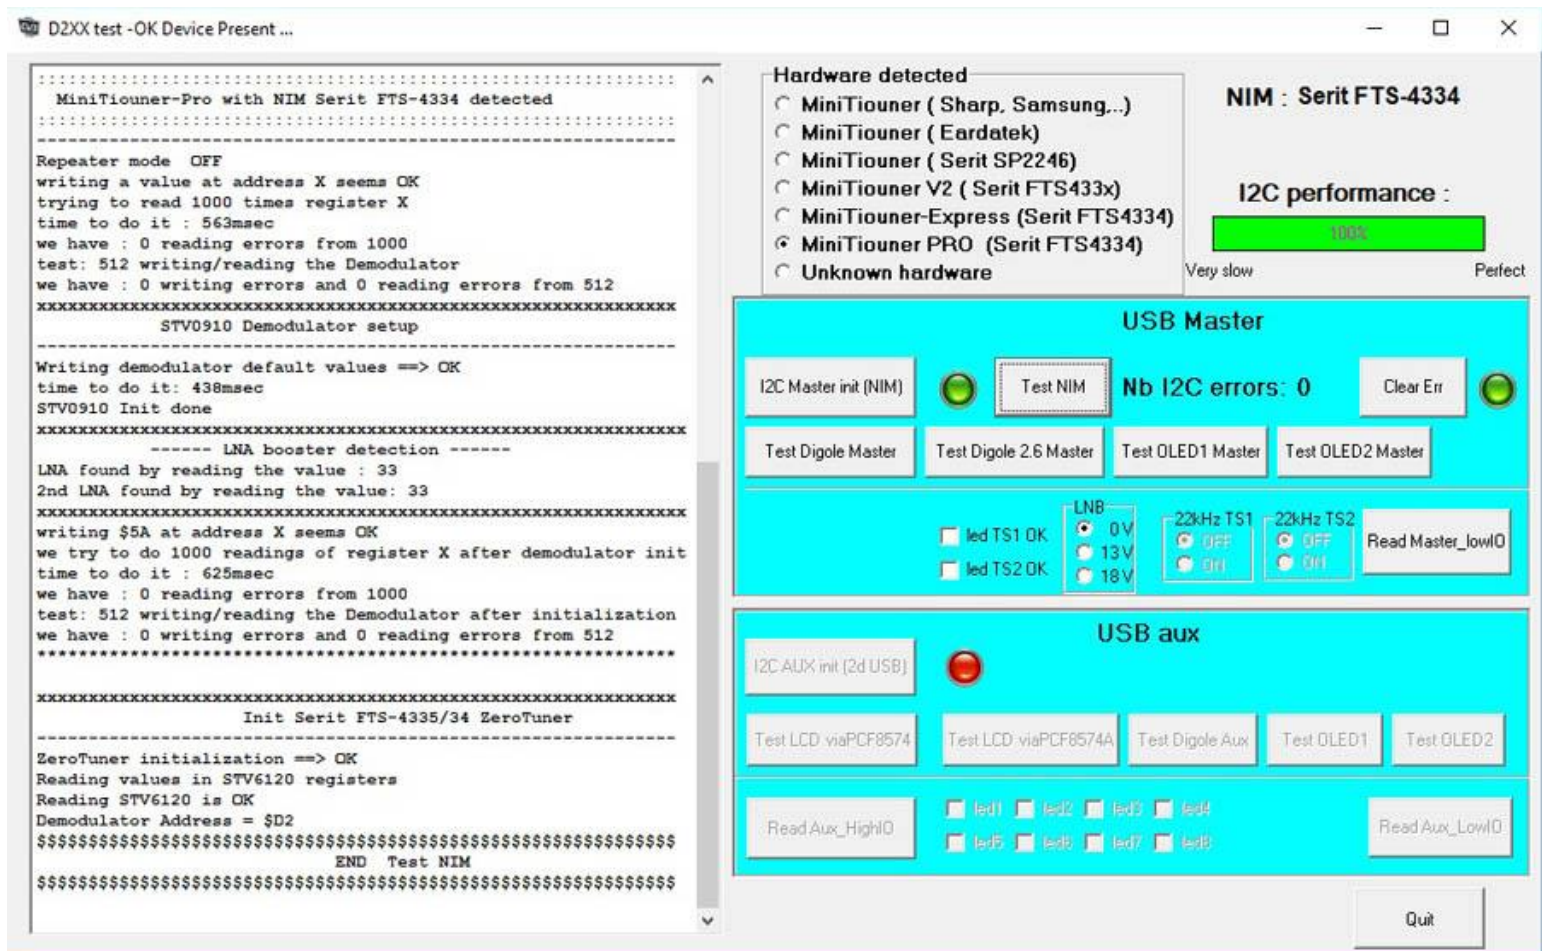 D2XX test -OK Device Present ...
::::::::::::::::::::::::::::::::::::::::::::::::::::::::::::::
MiniTiouner-Pro with NIM Serit FTS-4334 detected
::::::::::::::::::::::::::::::::::::::::::::::::::::::::::::::
--------------------------------------------------------------
Repeater mode  OFF
writing a value at address X seems OK
trying to read 1000 times register X
time to do it : 563msec
we have : 0 reading errors from 1000
test: 512 writing/reading the Demodulator
we have : 0 writing errors and 0 reading errors from 512
xxxxxxxxxxxxxxxxxxxxxxxxxxxxxxxxxxxxxxxxxxxxxxxxxxxxxxxxxxxxxx
STV0910 Demodulator setup
--------------------------------------------------------------
Writing demodulator default values ==> OK
time to do it: 438msec
STV0910 Init done
xxxxxxxxxxxxxxxxxxxxxxxxxxxxxxxxxxxxxxxxxxxxxxxxxxxxxxxxxxxxxxx
------ LNA booster detection ------
LNA found by reading the value : 33
2nd LNA found by reading the value: 33
xxxxxxxxxxxxxxxxxxxxxxxxxxxxxxxxxxxxxxxxxxxxxxxxxxxxxxxxxxxxxxx
writing $5A at address X seems OK
we try to do 1000 readings of register X after demodulator init
time to do it : 625msec
we have : 0 reading errors from 1000
test: 512 writing/reading the Demodulator after initialization
we have : 0 writing errors and 0 reading errors from 512
**************************************************************
xxxxxxxxxxxxxxxxxxxxxxxxxxxxxxxxxxxxxxxxxxxxxxxxxxxxxxxxxxxxxx
Init Serit FTS-4335/34 ZeroTuner
--------------------------------------------------------------
ZeroTuner initialization ==> OK
Reading values in STV6120 registers
Reading STV6120 is OK
Demodulator Address = $D2
$$$$$$$$$$$$$$$$$$$$$$$$$$$$$$$$$$$$$$$$$$$$$$$$$$$$$$$$$$$$$$
END  Test NIM
$$$$$$$$$$$$$$$$$$$$$$$$$$$$$$$$$$$$$$$$$$$$$$$$$$$$$$$$$$$$$$
Hardware detected
MiniTiouner ( Sharp, Samsung,..)
MiniTiouner ( Eardatek)
MiniTiouner ( Serit SP2246)
MiniTiouner V2 ( Serit FTS433x)
MiniTiouner-Express (Serit FTS4334)
MiniTiouner PRO  (Serit FTS4334)
Unknown hardware
NIM : Serit FTS-4334
I2C performance :
100%
Very slow Perfect
USB Master
I2C Master init (NIM) Test NIM Nb I2C errors: 0 Clear Err
Test Digole Master Test Digole 2.6 Master Test OLED1 Master Test OLED2 Master
LNB
22kHz TS1 22kHz TS2
led TS1 OK 0 V OFF OFF Read Master_lowIO
13 V ON ON
led TS2 OK 18 V
USB aux
I2C AUX init (2d USB)
Test LCD viaPCF8574 Test LCD viaPCF8574A Test Digole Aux Test OLED1 Test OLED2
Read Aux_HighIO led1 led2 led3 led4 Read Aux_LowIO
led5 led6 led7 led8
Quit